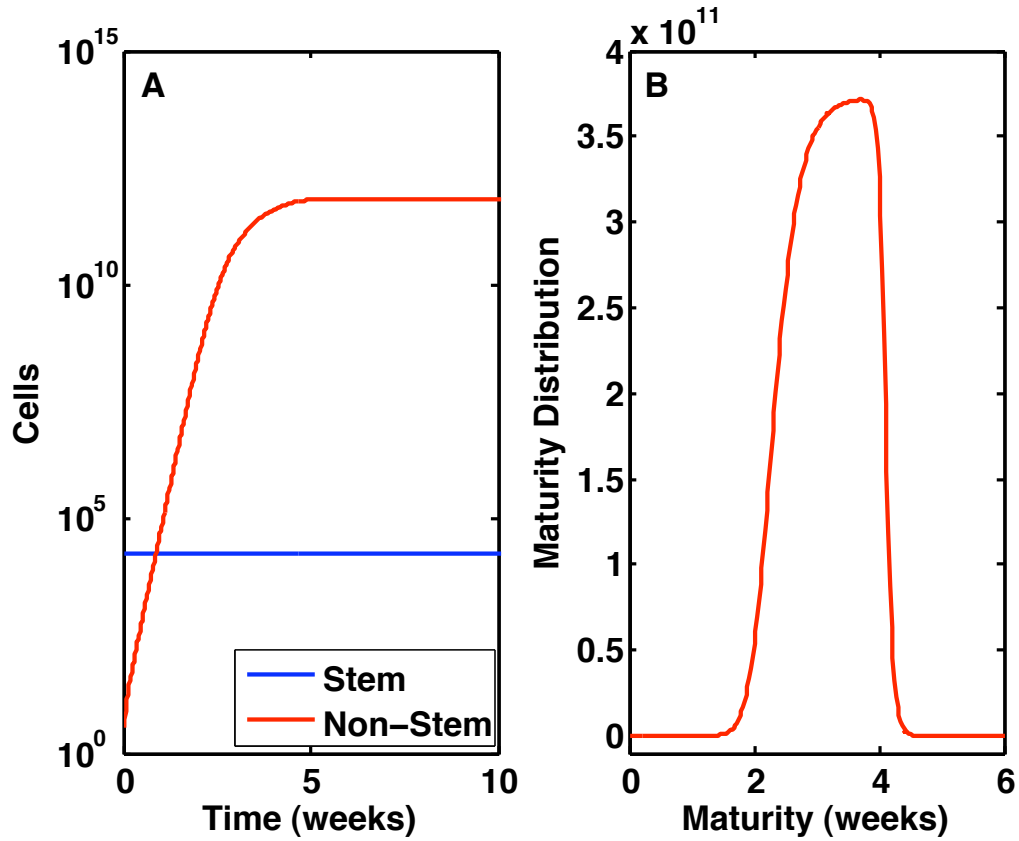 A
Cells
10^15
10^10
10^5
10^0
0
5
10
Time (weeks)
Stem
Non-Stem
B
x 10^11
Maturity Distribution
4
3.5
3
2.5
2
1.5
1
0.5
0
0
2
4
6
Maturity (weeks)